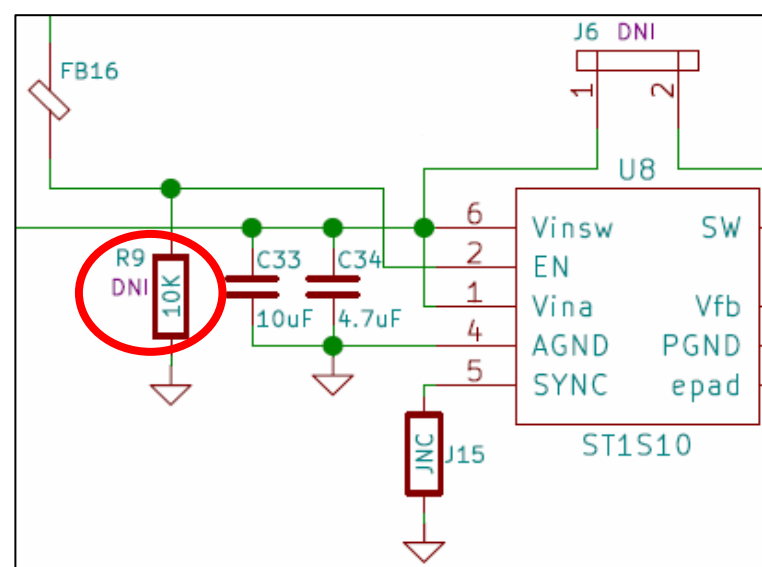 J6 DNI
FB16
1
2
U8
6
Vinsw
SW
2
EN
1
Vina
Vfb
4
AGND
PGND
5
SYNC
epad
R9
DNI
10K
C33
10uF
C34
4.7uF
JNC
J15
ST1S10